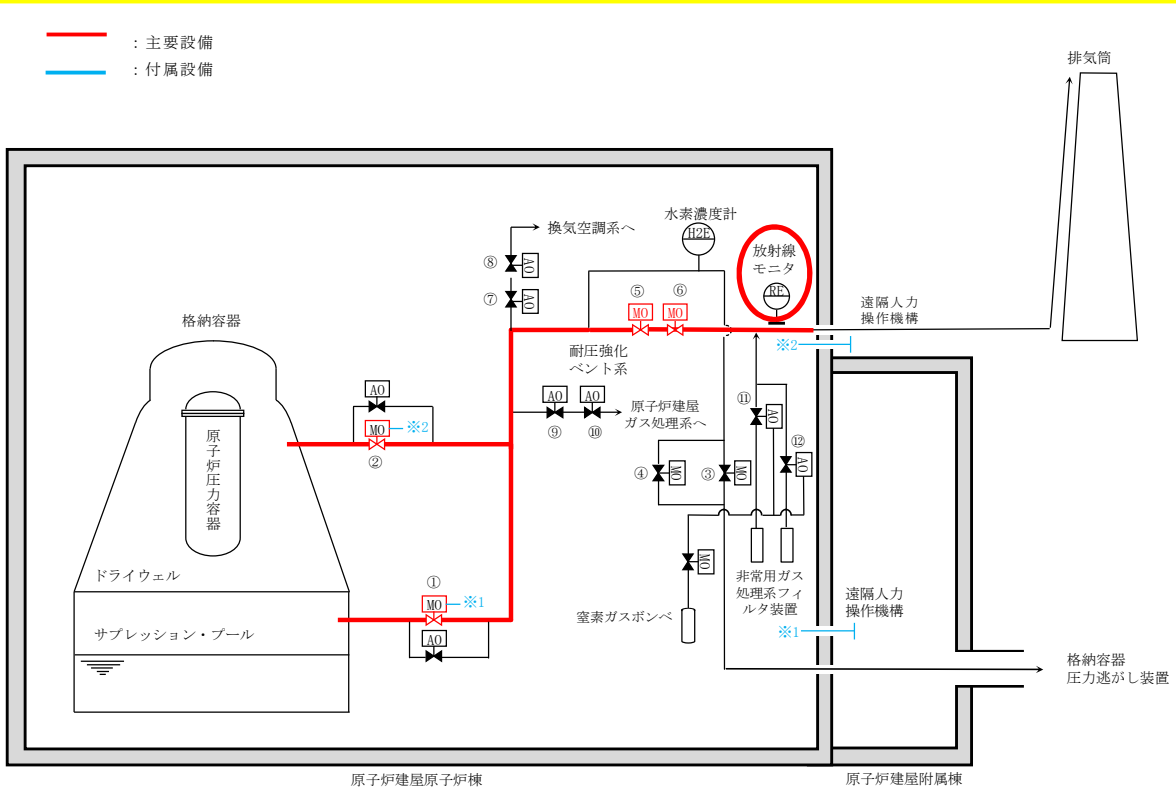 ：主要設備
：付属設備
排気筒
水素濃度計
H2E
換気空調系へ
放射線
モニタ
RE
⑧
AO
⑦
AO
⑤
⑥
MO
MO
遠隔人力
操作機構
※2
格納容器
耐圧強化
ベント系
AO
MO
※2
②
AO
AO
原子炉建屋
ガス処理系へ
⑨
⑩
⑪
AO
⑫
AO
原子炉圧力容器
④
MO
③
MO
MO
ドライウェル
①
MO
※1
AO
サプレッション・プール
非常用ガス
処理系フィ
ルタ装置
窒素ガスボンベ
遠隔人力
操作機構
※1
格納容器
圧力逃がし装置
原子炉建屋原子炉棟
原子炉建屋附属棟